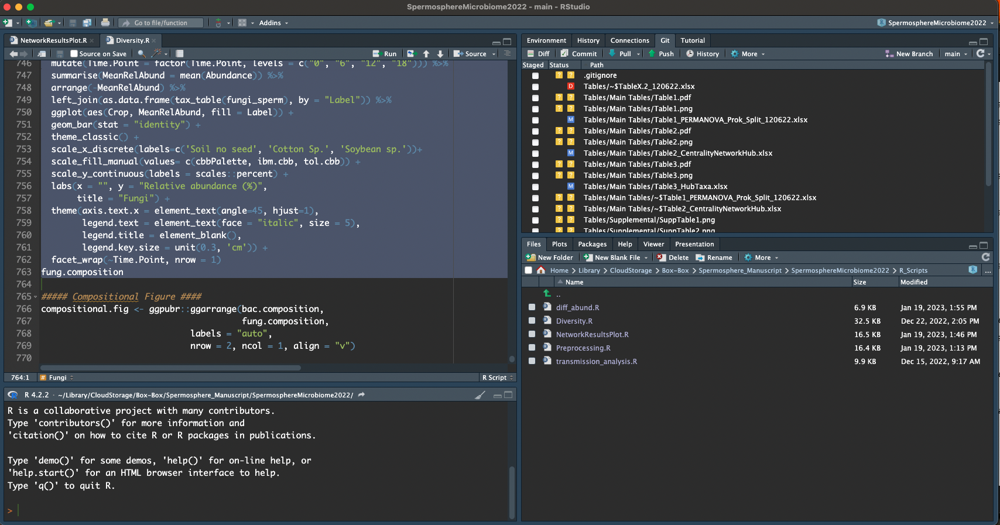 SpermosphereMicrobiome2022 - main - RStudio
Go to file/function
Addins
SpermosphereMicrobiome2022
NetworkResultsPlot.R
Diversity.R
Source on Save
Run
Source
746 mutate(Time.Point = factor(Time.Point, levels = c("0", "6", "12", "18"))) %>%
747 summarise(MeanRelAbund = mean(Abundance)) %>%
748 arrange(-MeanRelAbund) %>%
749 left_join(as.data.frame(tax_table(fungi_sperm), by = "Label")) %>%
750 ggplot(aes(Crop, MeanRelAbund, fill = Label)) +
751 geom_bar(stat = "identity") +
752 theme_classic() +
753 scale_x_discrete(labels=c('Soil no seed', 'Cotton Sp.', 'Soybean sp.'))+
754 scale_fill_manual(values= c(cbbPalette, ibm.cbb, tol.cbb)) +
755 scale_y_continuous(labels = scales::percent) +
756 labs(x = "", y = "Relative abundance (%)",
757 title = "Fungi") +
758 theme(axis.text.x = element_text(angle=45, hjust=1),
759 legend.text = element_text(face = "italic", size = 5),
760 legend.title = element_blank(),
761 legend.key.size = unit(0.3, 'cm')) +
762 facet_wrap(~Time.Point, nrow = 1)
763 fung.composition
764
765 ##### Compositional Figure ####
766 compositional.fig <- ggpubr::ggarrange(bac.composition,
767 fung.composition,
768 labels = "auto",
769 nrow = 2, ncol = 1, align = "v")
770
764:1 # Fungi R Script
R 4.2.2 · ~/Library/CloudStorage/Box-Box/Spermosphere_Manuscript/SpermosphereMicrobiome2022/
R is a collaborative project with many contributors.
Type 'contributors()' for more information and
'citation()' on how to cite R or R packages in publications.
Type 'demo()' for some demos, 'help()' for on-line help, or
'help.start()' for an HTML browser interface to help.
Type 'q()' to quit R.
>
Environment History Connections Git Tutorial
Diff Commit Pull Push History More New Branch main
Staged Status Path
? ? .gitignore
D Tables/~$TableX.2_120622.xlsx
? ? Tables/Main Tables/Table1.pdf
? ? Tables/Main Tables/Table1.png
M Tables/Main Tables/Table1_PERMANOVA_Prok_Split_120622.xlsx
? ? Tables/Main Tables/Table2.pdf
? ? Tables/Main Tables/Table2.png
M Tables/Main Tables/Table2_CentralityNetworkHub.xlsx
? ? Tables/Main Tables/Table3.pdf
? ? Tables/Main Tables/Table3.png
M Tables/Main Tables/Table3_HubTaxa.xlsx
? ? Tables/Main Tables/~$Table1_PERMANOVA_Prok_Split_120622.xlsx
? ? Tables/Main Tables/~$Table2_CentralityNetworkHub.xlsx
? ? Tables/Supplemental/SuppTable1.png
? ? Tables/Supplemental/SuppTable2.png
Files Plots Packages Help Viewer Presentation
New Folder New Blank File Delete Rename More
Home > Library > CloudStorage > Box-Box > Spermosphere_Manuscript > SpermosphereMicrobiome2022 > R_Scripts ...
Name Size Modified
..
diff_abund.R 6.9 KB Jan 19, 2023, 1:55 PM
Diversity.R 32.5 KB Dec 22, 2022, 2:05 PM
NetworkResultsPlot.R 16.5 KB Jan 19, 2023, 1:46 PM
Preprocessing.R 16.4 KB Jan 19, 2023, 1:13 PM
transmission_analysis.R 9.9 KB Dec 15, 2022, 9:17 AM